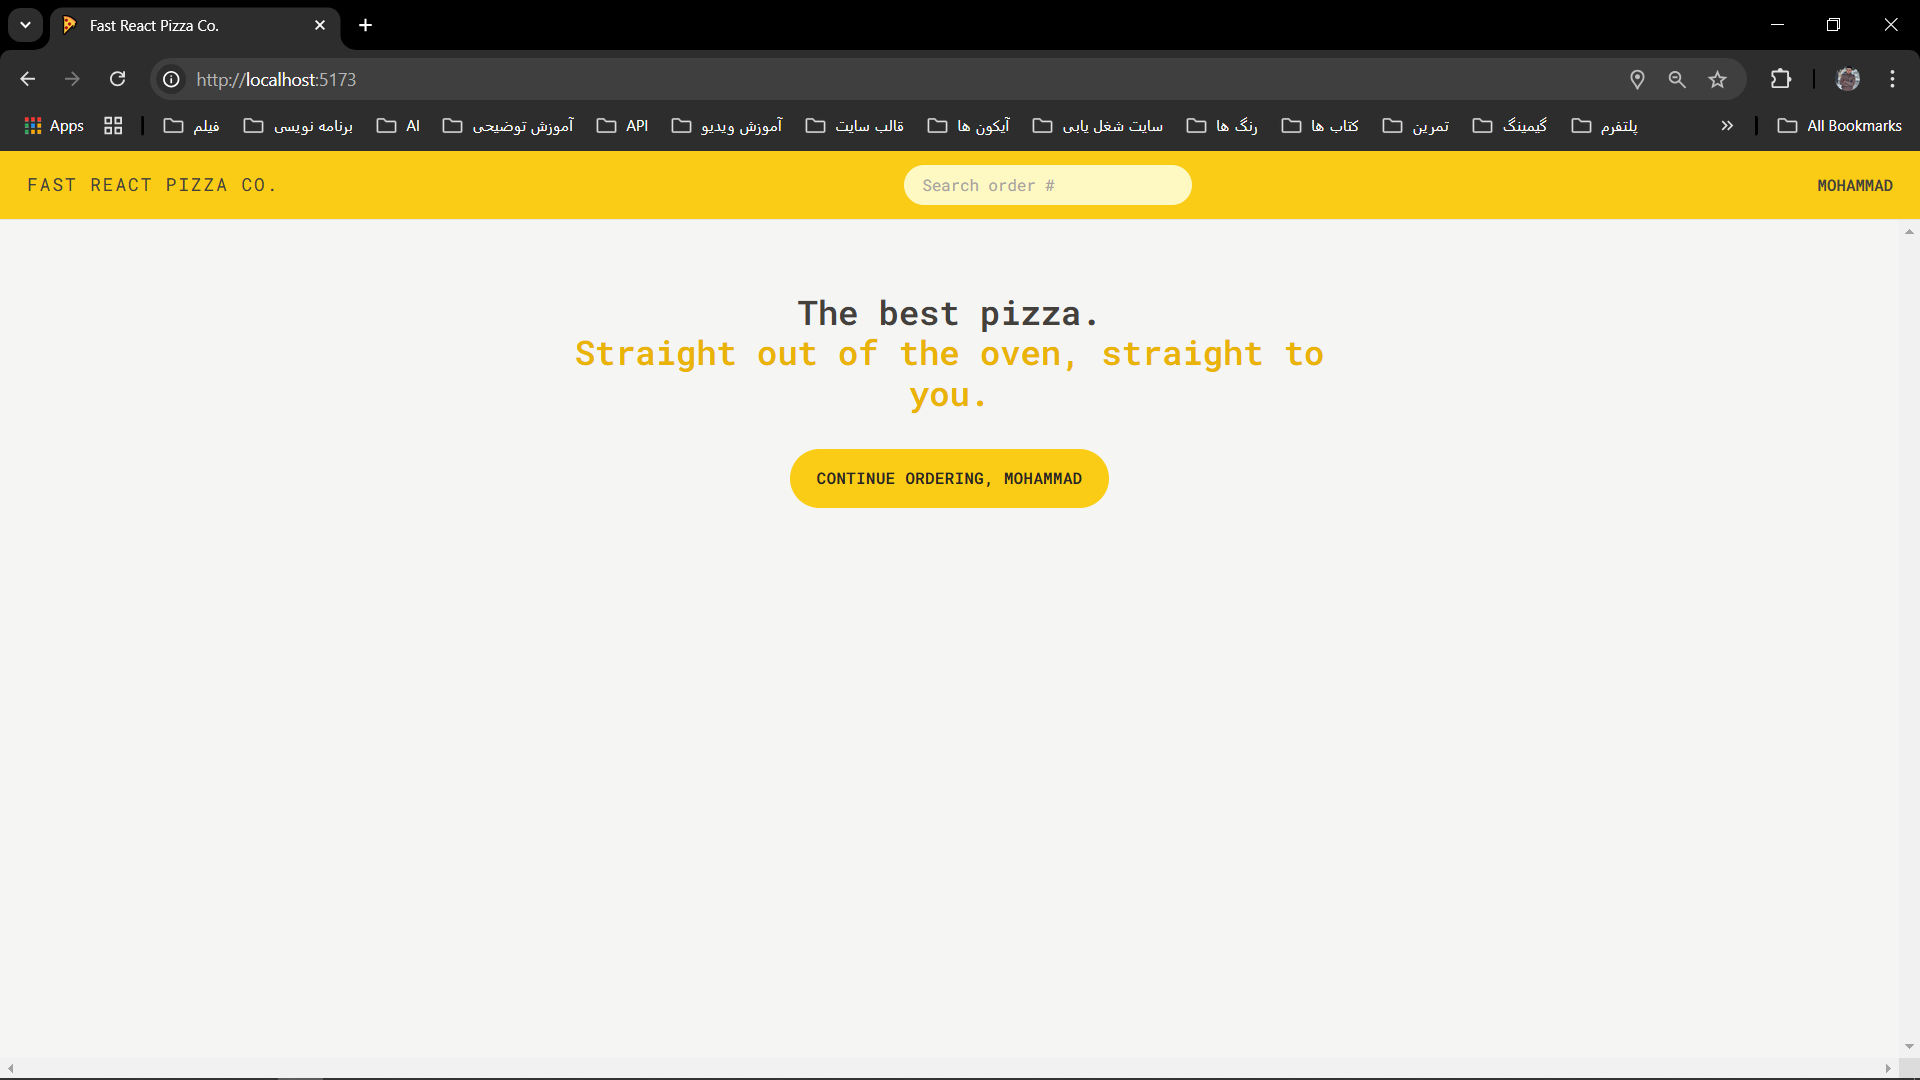 Fast React Pizza Co.
http://localhost:5173
Apps
فیلم
برنامه نویسی
AI
آموزش توضیحی
API
آموزش ویدیو
قالب سایت
آیکون ها
سایت شغل یابی
رنگ ها
کتاب ها
تمرین
گیمینگ
پلتفرم
All Bookmarks
FAST REACT PIZZA CO.
Search order #
MOHAMMAD
The best pizza.
Straight out of the oven, straight to
you.
CONTINUE ORDERING, MOHAMMAD